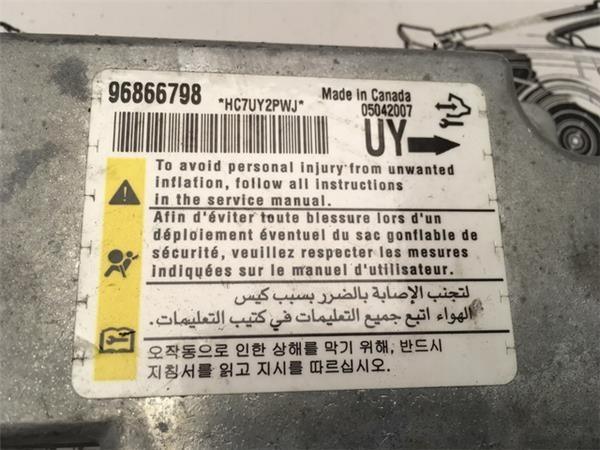 96866798
*HC7UY2PWJ*
Made in Canada
05042007
UY
To avoid personal injury from unwanted
inflation, follow all instructions
in the service manual.
Afin d'éviter toute blessure lors d'un
déploiement éventuel du sac gonflable de
sécurité, veuillez respecter les mesures
indiquées sur le manuel d'utilisateur.
لتجنب الإصابة بالضرر بسبب كيس
الهواء اتبع جميع التعليمات في كتيب التعليمات.
오작동으로 인한 상해를 막기 위해, 반드시
지침서를 읽고 지시를 따르십시오.